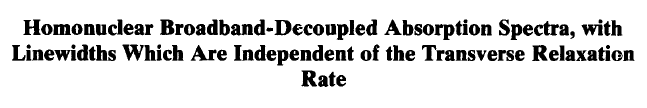 Homonuclear Broadband-Decoupled Absorption Spectra, with
Linewidths Which Are Independent of the Transverse Relaxation
Rate